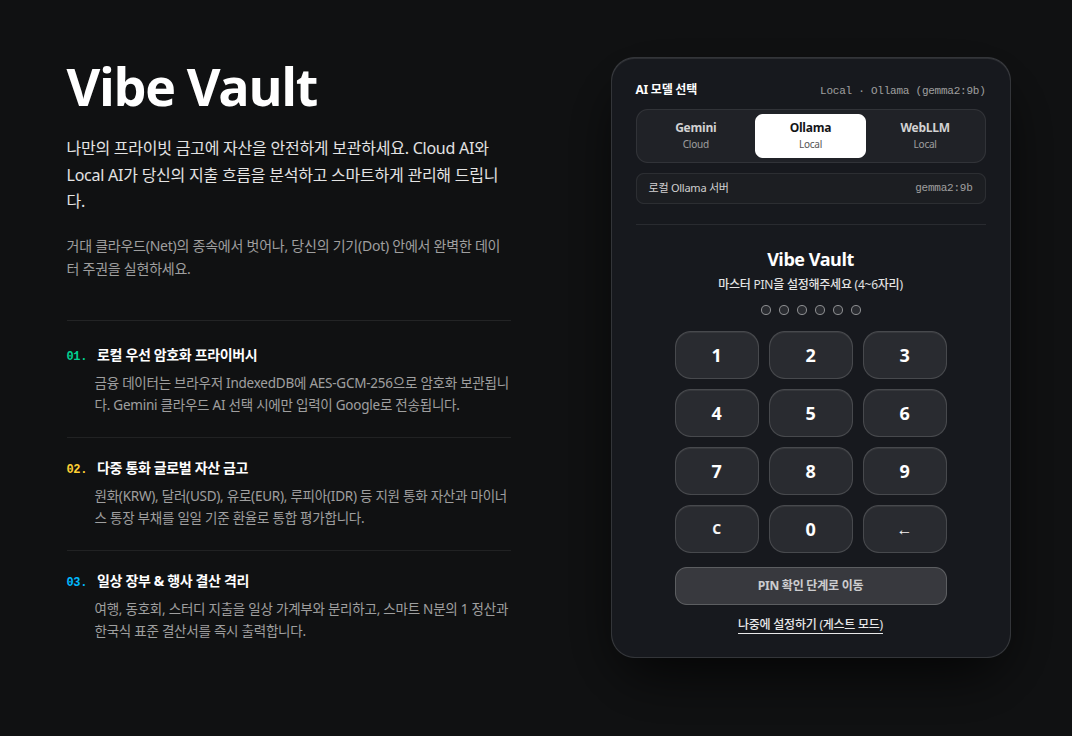 Vibe Vault
나만의 프라이빗 금고에 자산을 안전하게 보관하세요. Cloud AI와
Local AI가 당신의 지출 흐름을 분석하고 스마트하게 관리해 드립니
다.
거대 클라우드(Net)의 종속에서 벗어나, 당신의 기기(Dot) 안에서 완벽한 데이
터 주권을 실현하세요.
01. 로컬 우선 암호화 프라이버시
금융 데이터는 브라우저 IndexedDB에 AES-GCM-256으로 암호화 보관됩니
다. Gemini 클라우드 AI 선택 시에만 입력이 Google로 전송됩니다.
02. 다중 통화 글로벌 자산 금고
원화(KRW), 달러(USD), 유로(EUR), 루피아(IDR) 등 지원 통화 자산과 마이너
스 통장 부채를 일일 기준 환율로 통합 평가합니다.
03. 일상 장부 & 행사 결산 격리
여행, 동호회, 스터디 지출을 일상 가계부와 분리하고, 스마트 N분의 1 정산과
한국식 표준 결산서를 즉시 출력합니다.
AI 모델 선택 Local · Ollama (gemma2:9b)
Gemini Ollama WebLLM
Cloud Local Local
로컬 Ollama 서버 gemma2:9b
Vibe Vault
마스터 PIN을 설정해주세요 (4~6자리)
1 2 3
4 5 6
7 8 9
C 0 ←
PIN 확인 단계로 이동
나중에 설정하기 (게스트 모드)